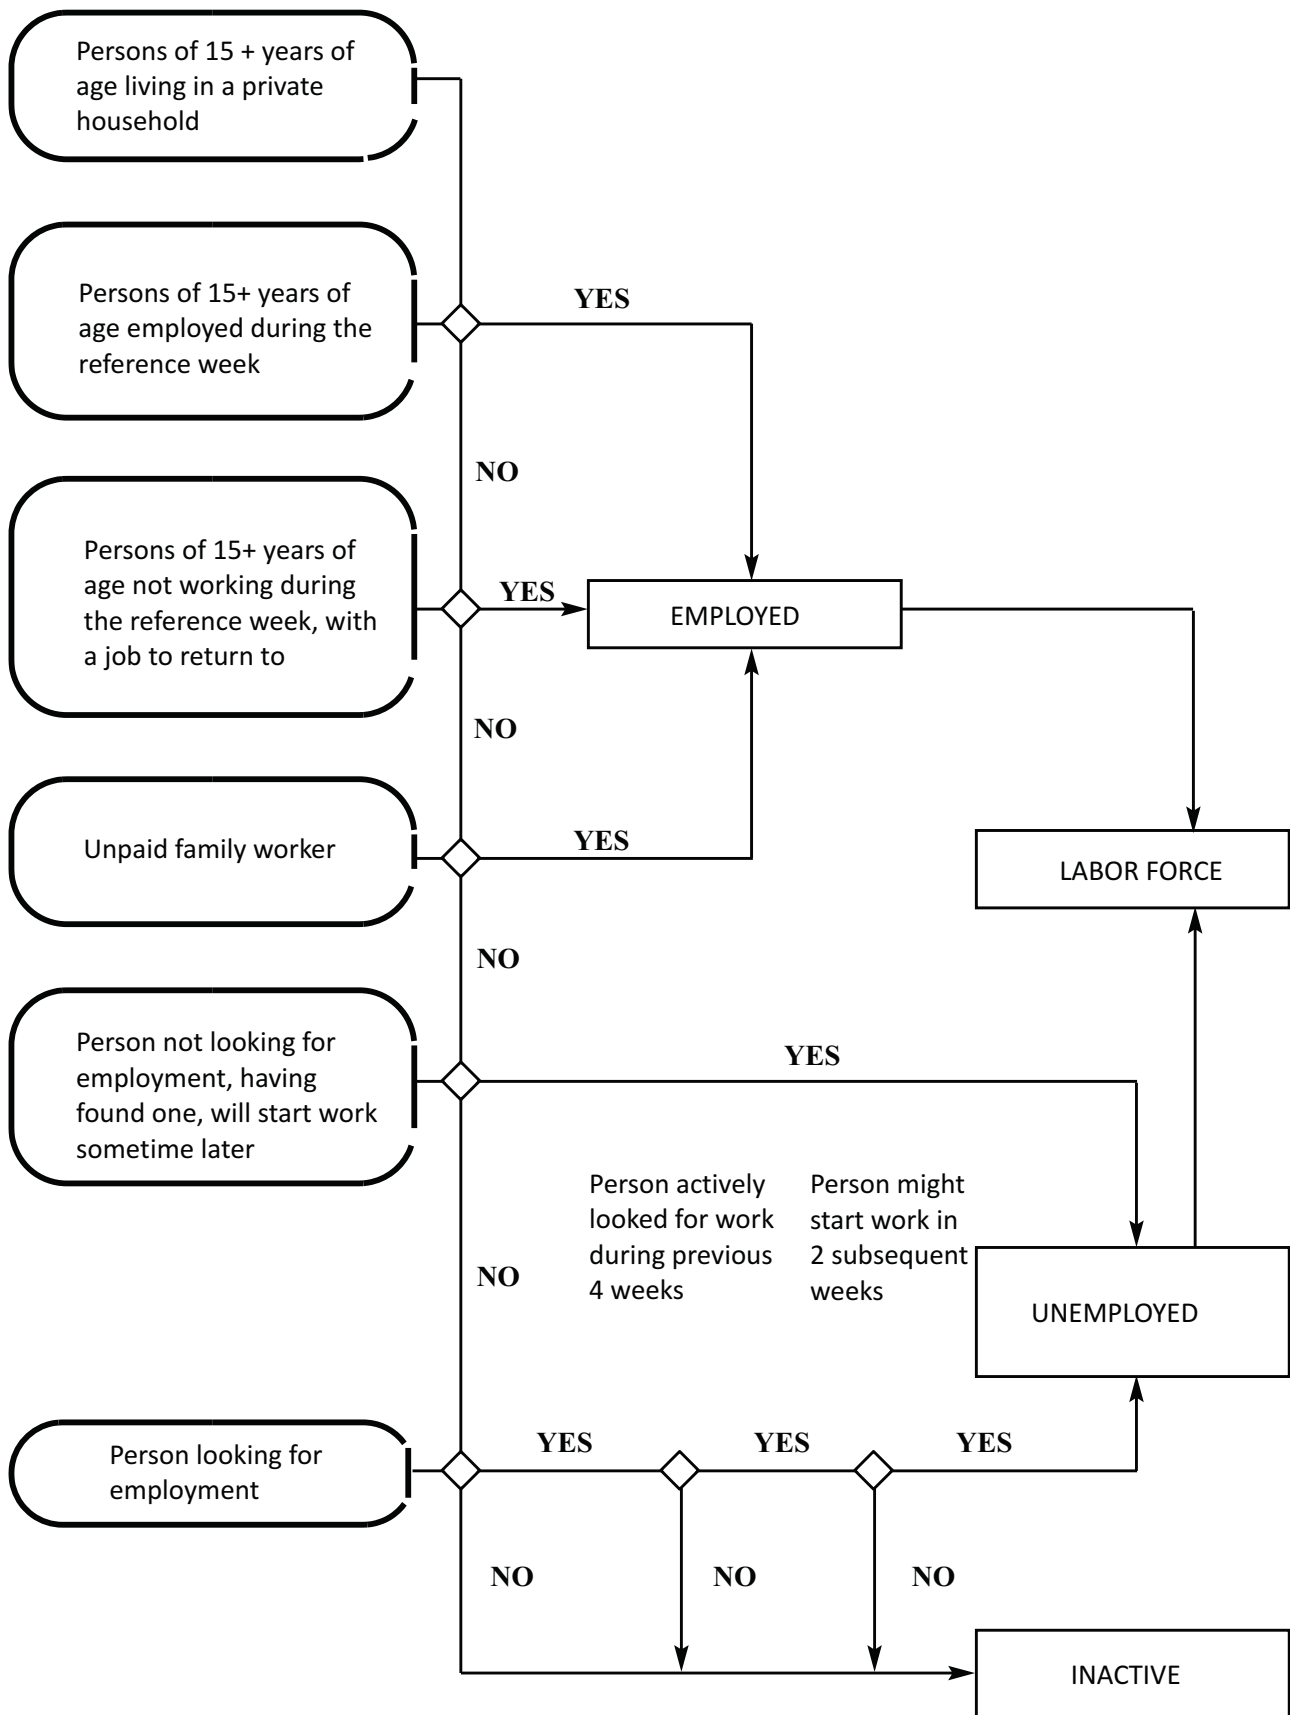 Persons of 15 + years of
age living in a private
household
Persons of 15+ years of
age employed during the
reference week
YES
NO
Persons of 15+ years of
age not working during
the reference week, with
a job to return to
YES
EMPLOYED
NO
Unpaid family worker
YES
LABOR FORCE
NO
Person not looking for
employment, having
found one, will start work
sometime later
YES
Person actively
looked for work
during previous
4 weeks
Person might
start work in
2 subsequent
weeks
NO
UNEMPLOYED
Person looking for
employment
YES
YES
YES
NO
NO
NO
INACTIVE